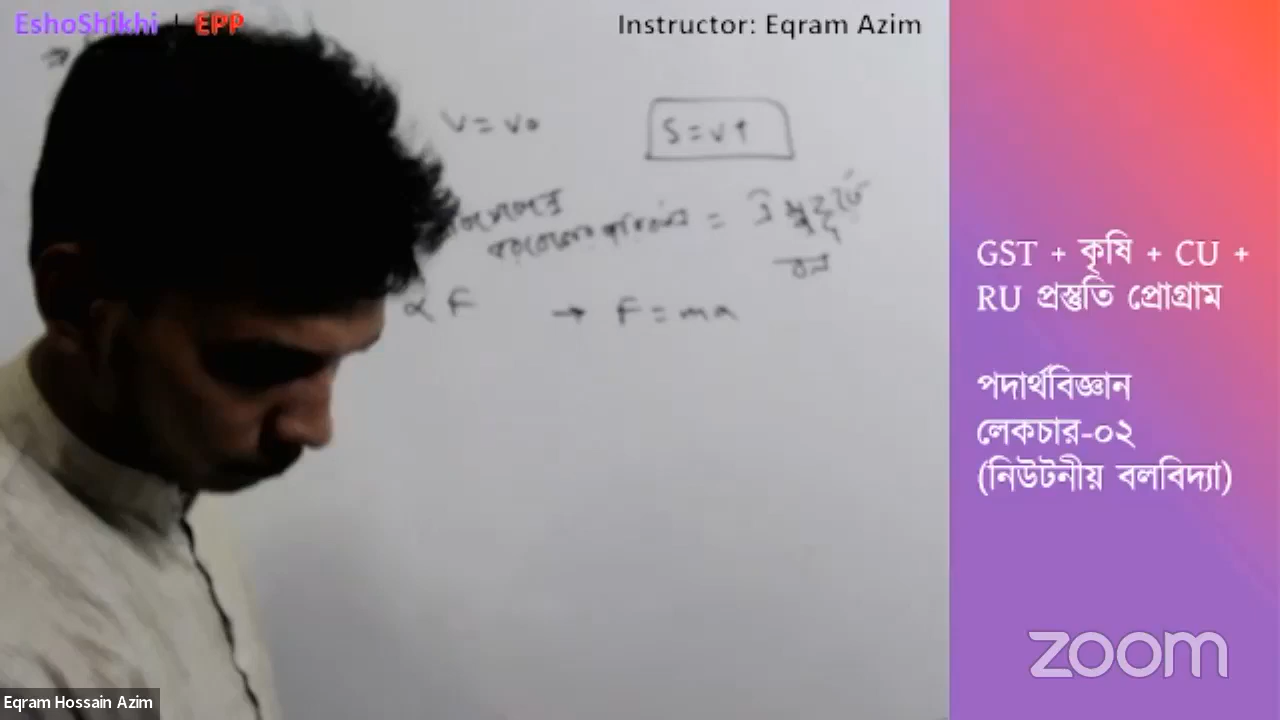 EshoShikhi + EPP
Instructor: Eqram Azim
V = V₀
S = vt
=
∝ F → F = ma
GST + কৃষি + CU +
RU প্রস্তুতি প্রোগ্রাম
পদার্থবিজ্ঞান
লেকচার-০২
(নিউটনীয় বলবিদ্যা)
zoom
Eqram Hossain Azim